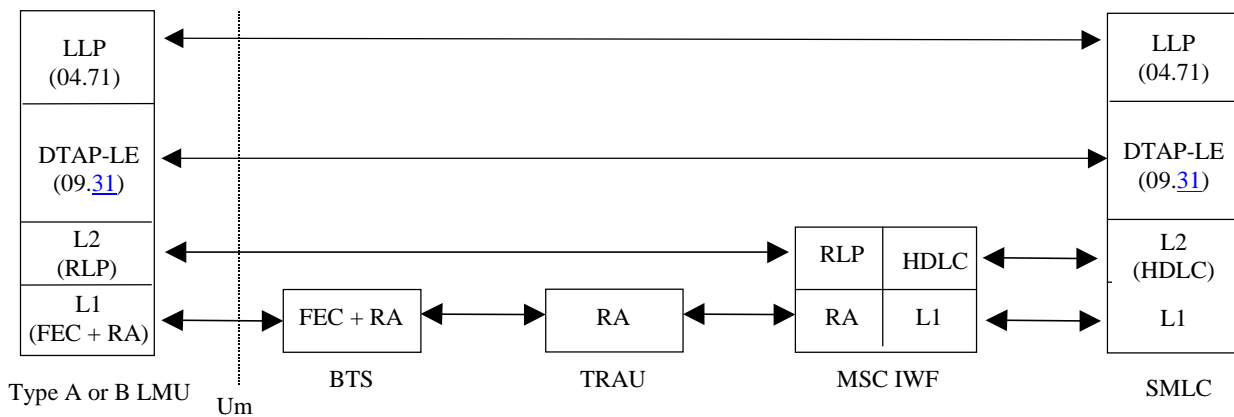 LLP
(04.71)
DTAP-LE
(09.31)
L2
(RLP)
L1
(FEC + RA)
Type A or B LMU
Um
FEC + RA
BTS
RA
TRAU
RLP
HDLC
RA
L1
MSC IWF
LLP
(04.71)
DTAP-LE
(09.31)
L2
(HDLC)
L1
SMLC